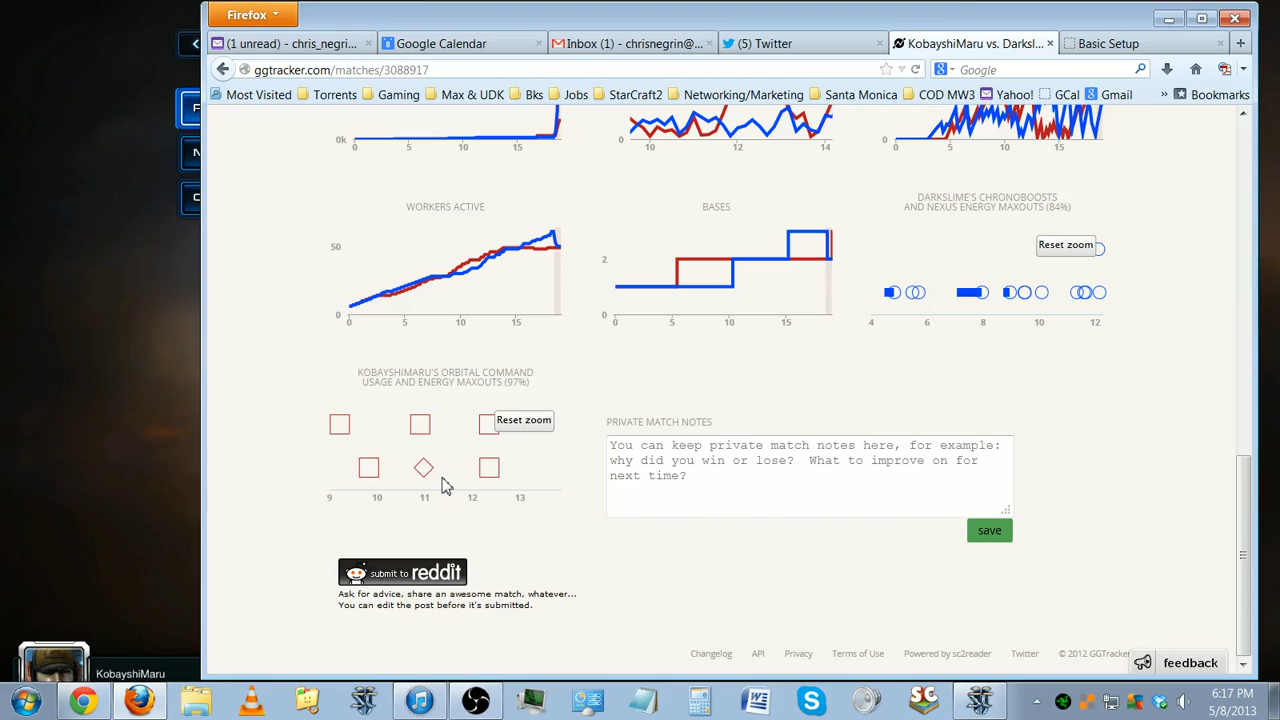 Firefox
(1 unread) - chris_negri...
Google Calendar
Inbox (1) - chrisnegrin@...
(5) Twitter
KobayshiMaru vs. Darksl...
Basic Setup
ggtracker.com/matches/3088917
Google
Most Visited
Torrents
Gaming
Max & UDK
Bks
Jobs
StarCraft2
Networking/Marketing
Santa Monica
COD MW3
Yahoo!
GCal
Gmail
»
Bookmarks
0k
0 5 10 15
0
10 12 14
0
0 5 10 15
WORKERS ACTIVE
50
0
0 5 10 15
BASES
2
0
0 5 10 15
DARKSLIME'S CHRONOBOOSTS
AND NEXUS ENERGY MAXOUTS (84%)
Reset zoom
4 6 8 10 12
KOBAYSHIMARU'S ORBITAL COMMAND
USAGE AND ENERGY MAXOUTS (97%)
Reset zoom
9 10 11 12 13
PRIVATE MATCH NOTES
You can keep private match notes here, for example:
why did you win or lose?  What to improve on for
next time?
save
submit to reddit
Ask for advice, share an awesome match, whatever...
You can edit the post before it's submitted.
Changelog API Privacy Terms of Use Powered by sc2reader Twitter © 2012 GGTracker
feedback
KobayshiMaru
6:17 PM
5/8/2013